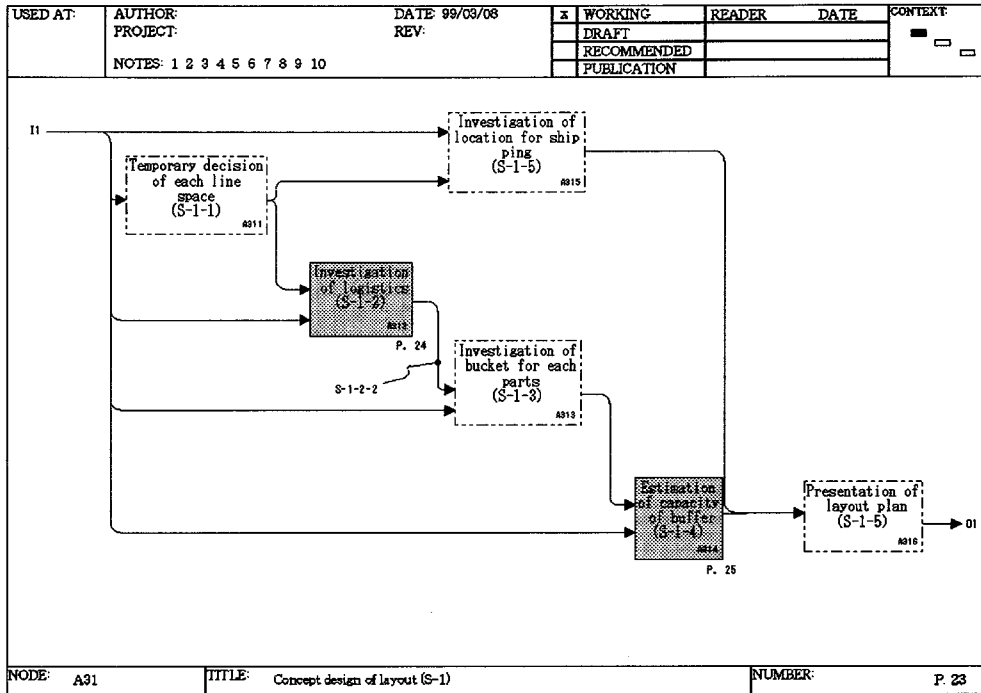 USED AT:
AUTHOR:
DATE: 99/03/08
PROJECT:
REV:
NOTES: 1 2 3 4 5 6 7 8 9 10
X WORKING
DRAFT
RECOMMENDED
PUBLICATION
READER DATE
CONTEXT:
I1
Investigation of
location for ship
ping
(S-1-5)
A315
Temporary decision
of each line
space
(S-1-1)
A311
Investigation
of logistics
(S-1-2)
A312
P. 24
S-1-2-2
Investigation of
bucket for each
parts
(S-1-3)
A313
Estimation
of capacity
of buffer
(S-1-4)
A314
P. 25
Presentation of
layout plan
(S-1-5)
A316
O1
NODE: A31
TITLE: Concept design of layout (S-1)
NUMBER:
P. 23